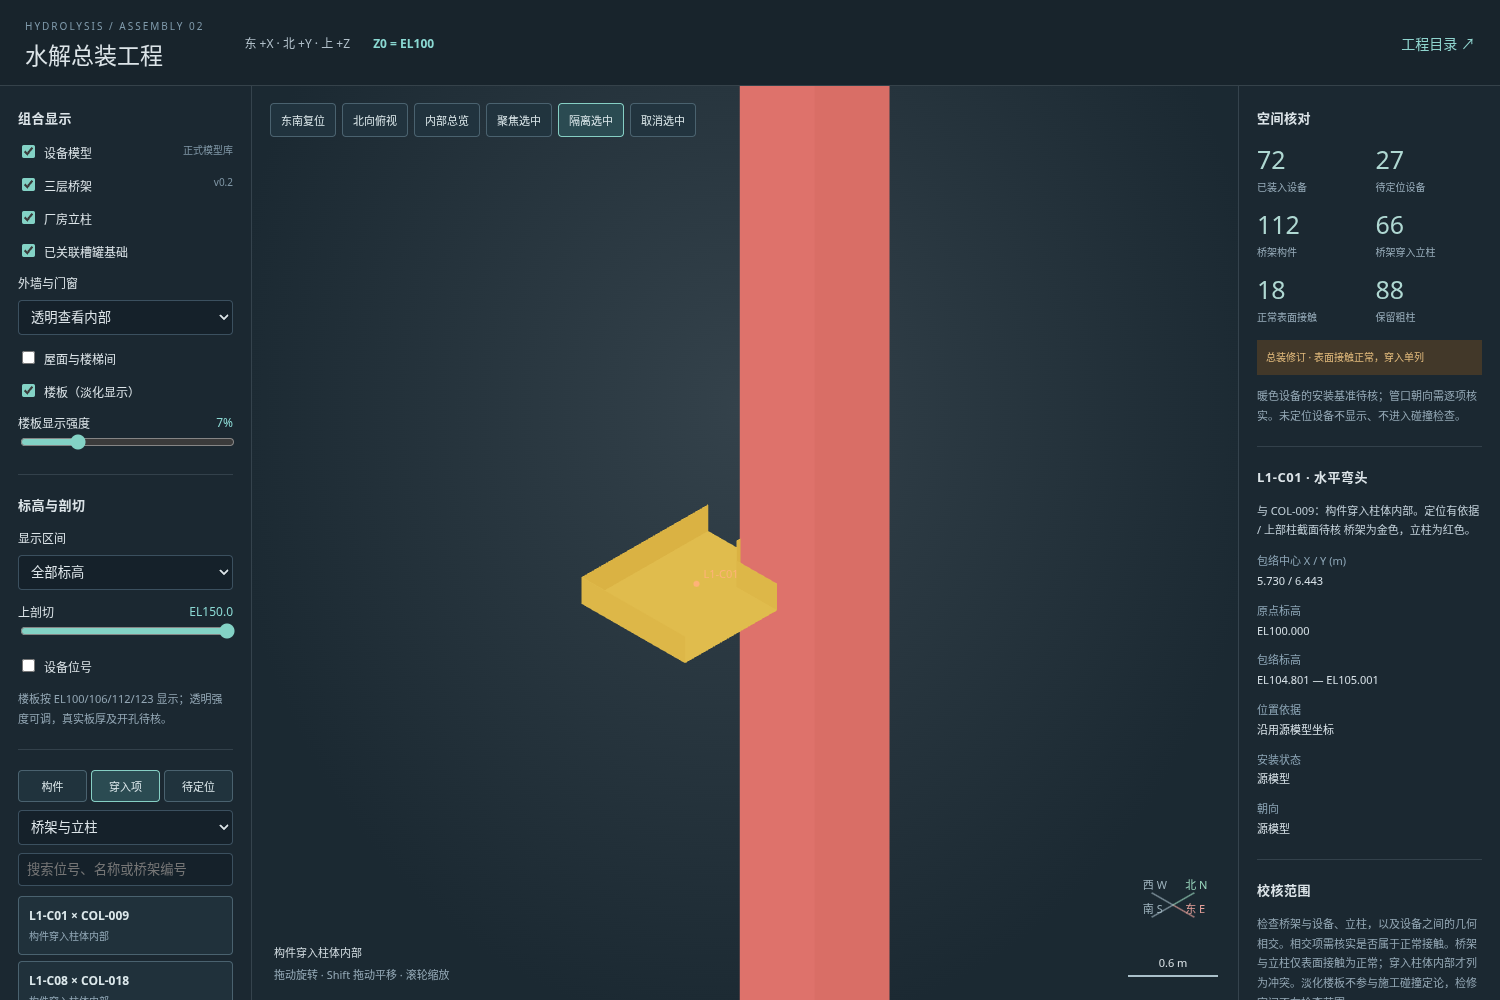 HYDROLYSIS / ASSEMBLY 02
水解总装工程
东 +X · 北 +Y · 上 +Z
Z0 = EL100
工程目录 ↗
组合显示
设备模型
正式模型库
三层桥架
v0.2
厂房立柱
已关联槽罐基础
外墙与门窗
透明查看内部
屋面与楼梯间
楼板（淡化显示）
楼板显示强度
7%
标高与剖切
显示区间
全部标高
上剖切
EL150.0
设备位号
楼板按 EL100/106/112/123 显示；透明强
度可调，真实板厚及开孔待核。
构件
穿入项
待定位
桥架与立柱
搜索位号、名称或桥架编号
L1-C01 × COL-009
构件穿入柱体内部
L1-C08 × COL-018
东南复位
北向俯视
内部总览
聚焦选中
隔离选中
取消选中
L1-C01
构件穿入柱体内部
拖动旋转 · Shift 拖动平移 · 滚轮缩放
西 W
北 N
南 S
东 E
0.6 m
空间核对
72
已装入设备
27
待定位设备
112
桥架构件
66
桥架穿入立柱
18
正常表面接触
88
保留粗柱
总装修订 · 表面接触正常，穿入单列
暖色设备的安装基准待核；管口朝向需逐项核
实。未定位设备不显示、不进入碰撞检查。
L1-C01 · 水平弯头
与 COL-009：构件穿入柱体内部。定位有依据
/ 上部柱截面待核 桥架为金色，立柱为红色。
包络中心 X / Y (m)
5.730 / 6.443
原点标高
EL100.000
包络标高
EL104.801 — EL105.001
位置依据
沿用源模型坐标
安装状态
源模型
朝向
源模型
校核范围
检查桥架与设备、立柱，以及设备之间的几何
相交。相交项需核实是否属于正常接触。桥架
与立柱仅表面接触为正常；穿入柱体内部才列
为冲突。淡化楼板不参与施工碰撞定论，检修